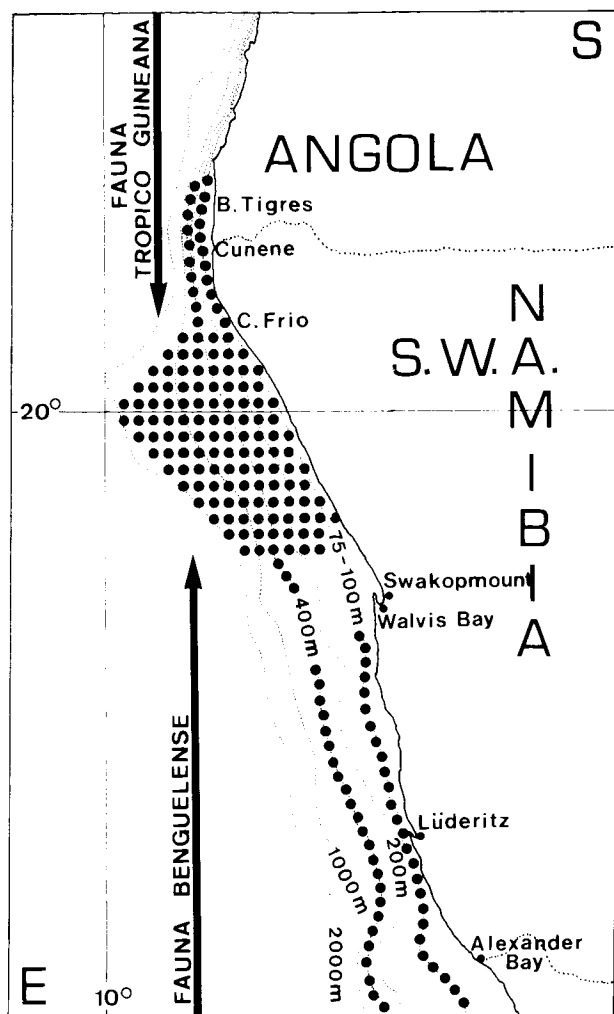 S
FAUNA
TROPICO GUINEANA
ANGOLA
B. Tigres
Cunene
C. Frio
S.W.A.
NAMIBIA
20°
75-100m
400m
Swakopmount
Walvis Bay
FAUNA BENGUELENSE
Lüderitz
200m
1000m
2000m
Alexander
Bay
E
10°